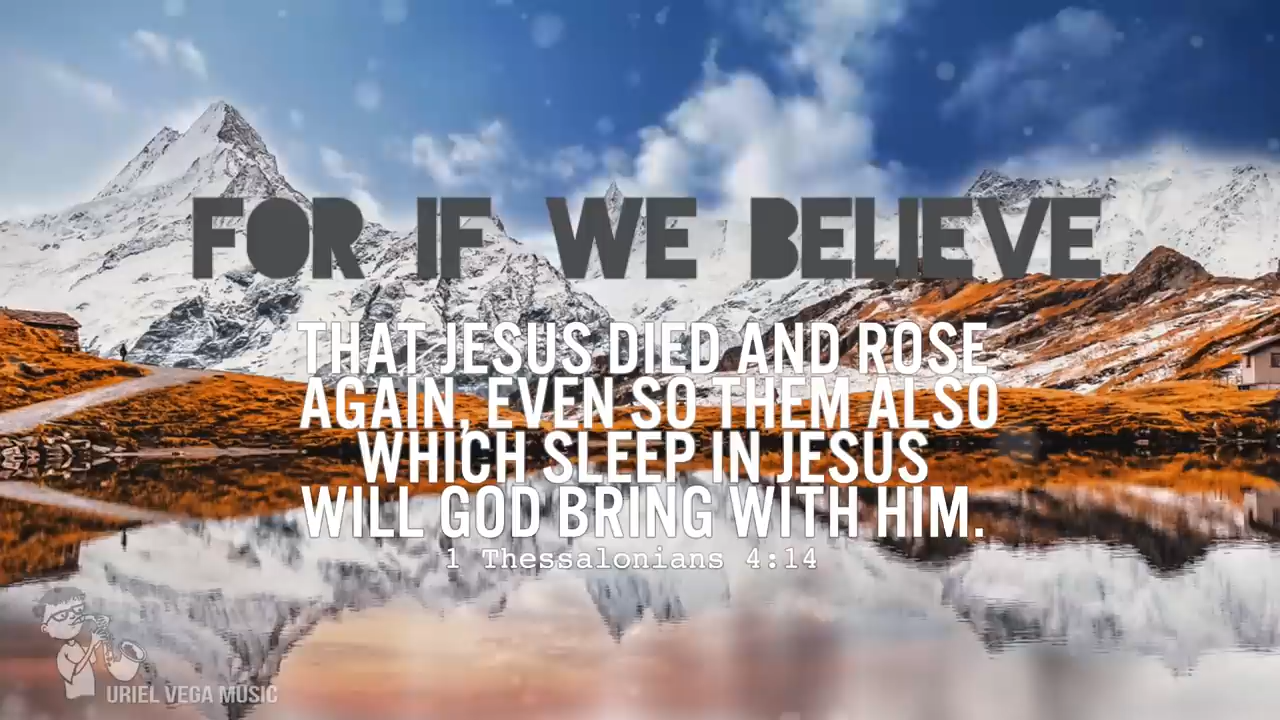 FOR IF WE BELIEVE
THAT JESUS DIED AND ROSE
AGAIN, EVEN SO THEM ALSO
WHICH SLEEP IN JESUS
WILL GOD BRING WITH HIM.
1 Thessalonians 4:14
URIEL VEGA MUSIC